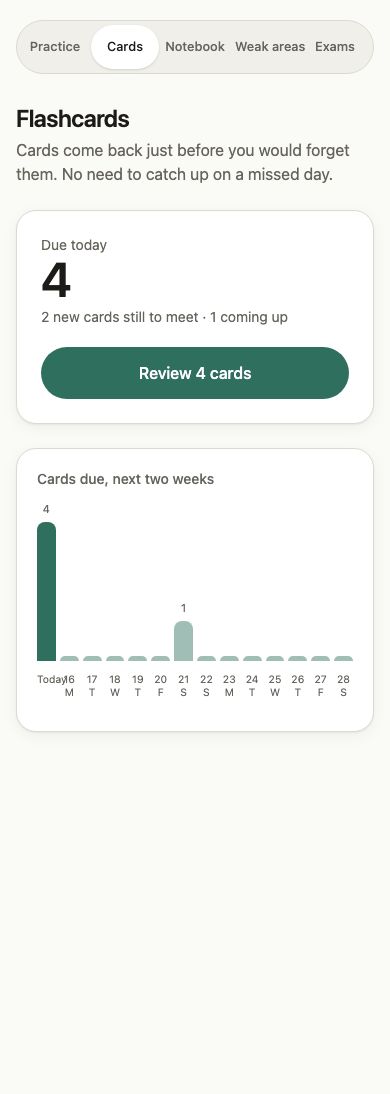 Practice Cards Notebook Weak areas Exams
Flashcards
Cards come back just before you would forget
them. No need to catch up on a missed day.
Due today
4
2 new cards still to meet · 1 coming up
Review 4 cards
Cards due, next two weeks
4
1
Today 16 17 18 19 20 21 22 23 24 25 26 27 28
M T W T F S S M T W T F S